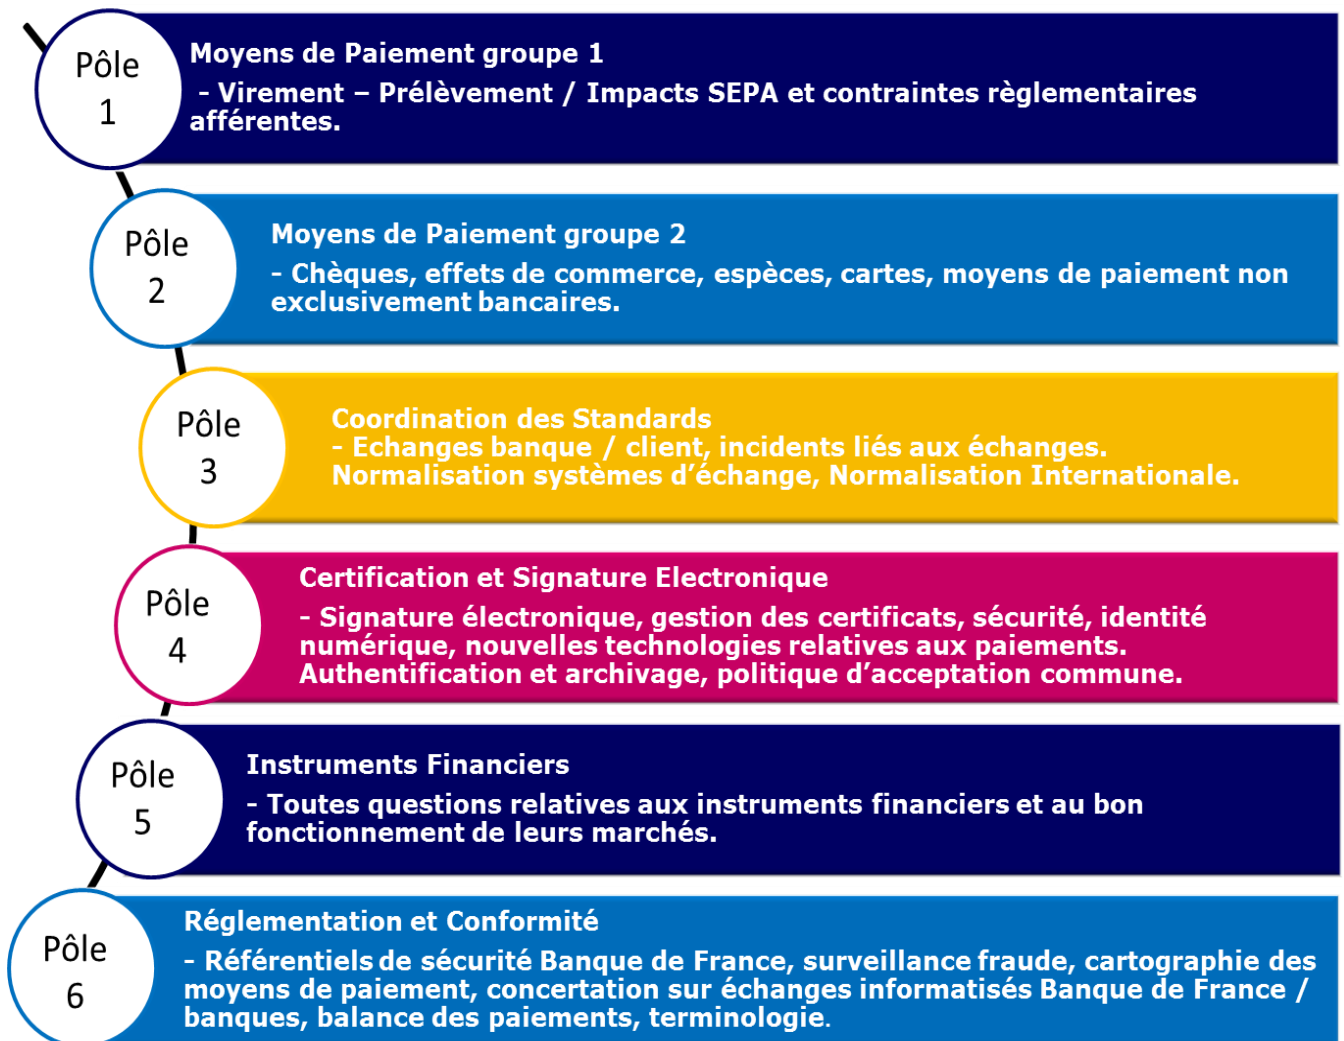 Pôle
1
Moyens de Paiement groupe 1
- Virement – Prélèvement / Impacts SEPA et contraintes règlementaires
afférentes.
Pôle
2
Moyens de Paiement groupe 2
- Chèques, effets de commerce, espèces, cartes, moyens de paiement non
exclusivement bancaires.
Pôle
3
Coordination des Standards
- Echanges banque / client, incidents liés aux échanges.
Normalisation systèmes d’échange, Normalisation Internationale.
Pôle
4
Certification et Signature Electronique
- Signature électronique, gestion des certificats, sécurité, identité
numérique, nouvelles technologies relatives aux paiements.
Authentification et archivage, politique d’acceptation commune.
Pôle
5
Instruments Financiers
- Toutes questions relatives aux instruments financiers et au bon
fonctionnement de leurs marchés.
Pôle
6
Réglementation et Conformité
- Référentiels de sécurité Banque de France, surveillance fraude, cartographie des
moyens de paiement, concertation sur échanges informatisés Banque de France /
banques, balance des paiements, terminologie.